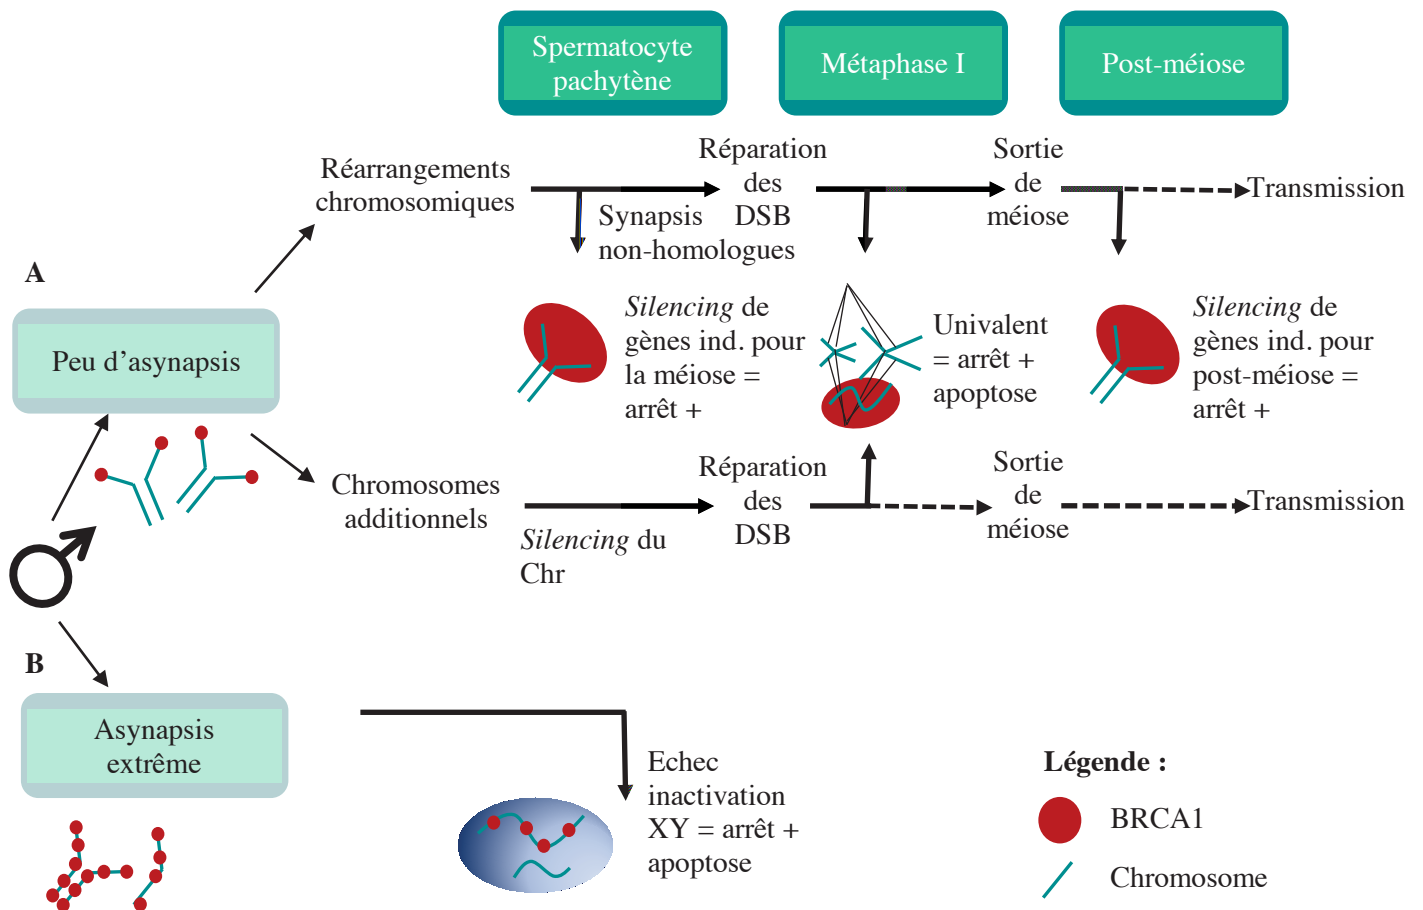 Spermatocyte
pachytène
Métaphase I
Post-méiose
Réarrangements
chromosomiques
Synapsis
non-homologues
Réparation
des
DSB
Sortie
de
méiose
Transmission
A
Peu d’asynapsis
Silencing de
gènes ind. pour
la méiose =
arrêt +
Univalent
= arrêt +
apoptose
Silencing de
gènes ind. pour
post-méiose =
arrêt +
Chromosomes
additionnels
Silencing du
Chr
Réparation
des
DSB
Sortie
de
méiose
Transmission
B
Asynapsis
extrême
Echec
inactivation
XY = arrêt +
apoptose
Légende :
BRCA1
Chromosome